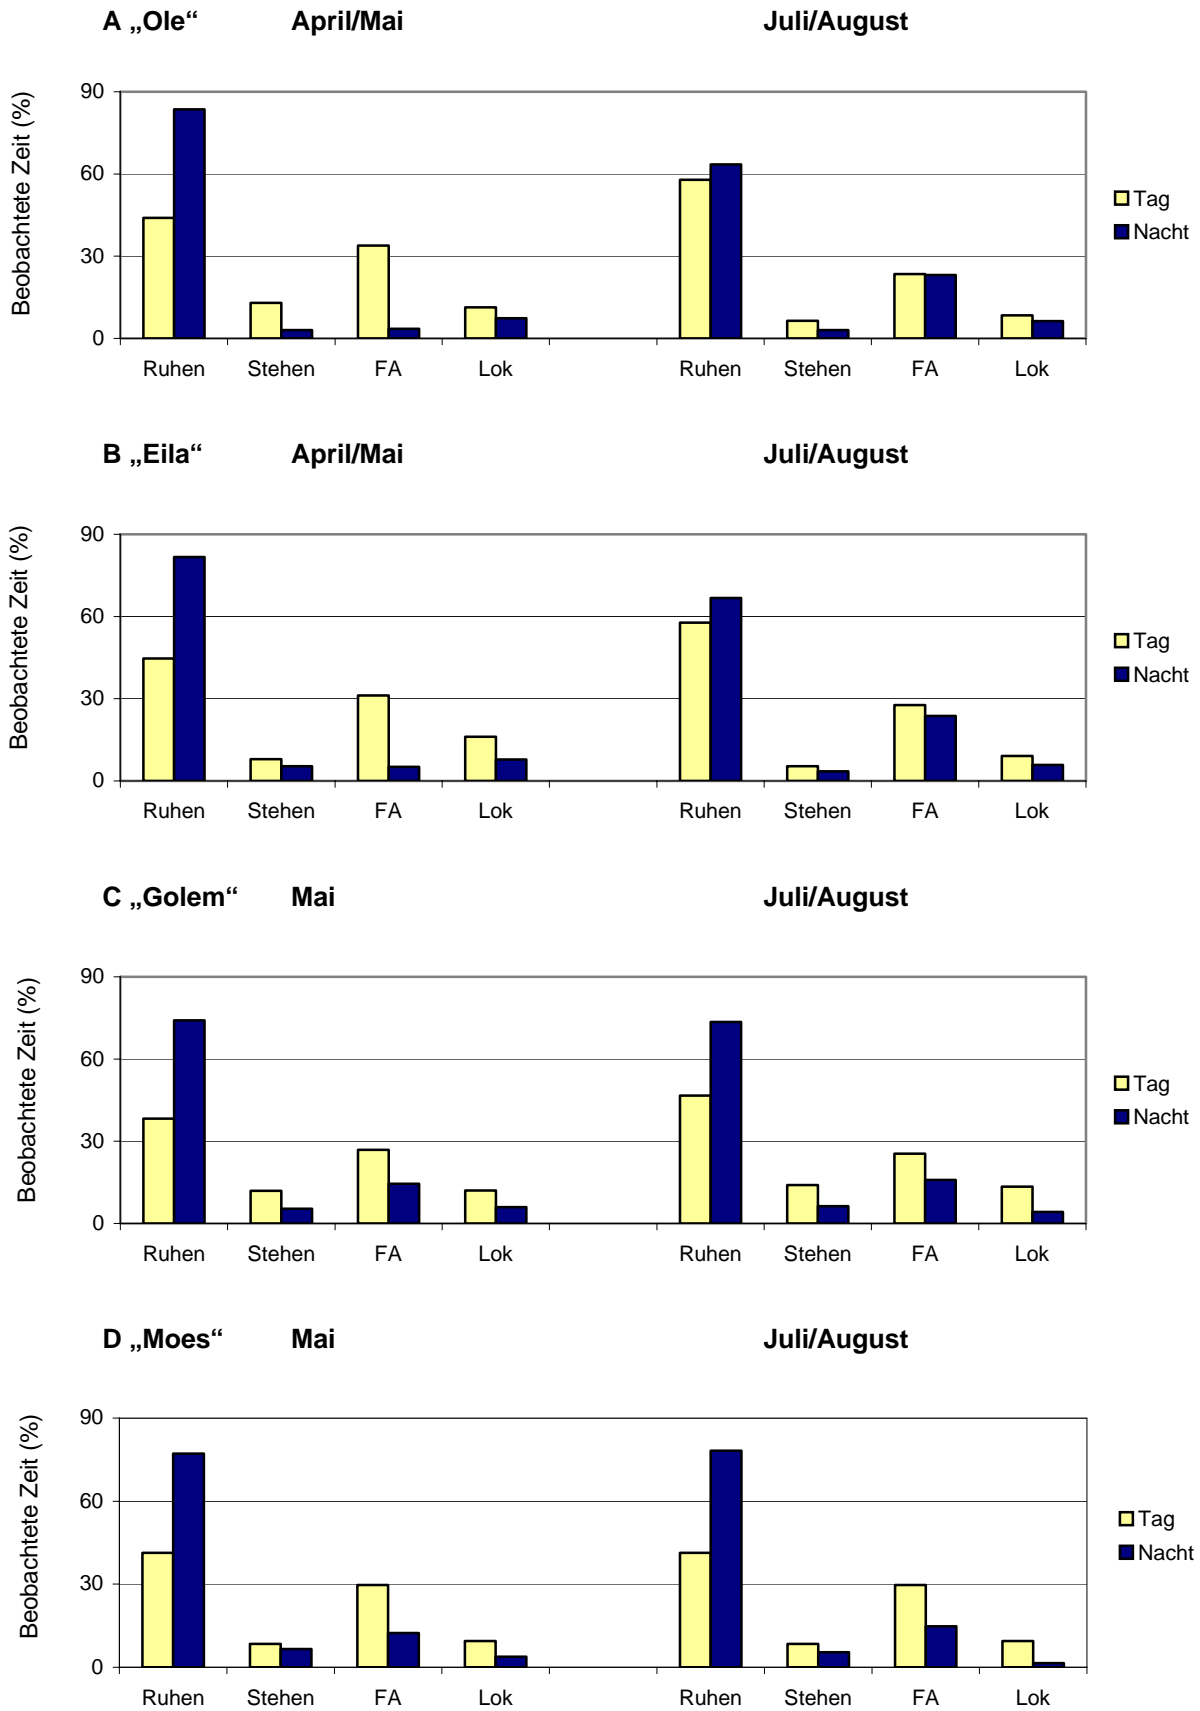 A „Ole“ April/Mai Juli/August
Beobachtete Zeit (%)
90
60
30
0
Ruhen Stehen FA Lok Ruhen Stehen FA Lok
Tag
Nacht
B „Eila“ April/Mai Juli/August
Beobachtete Zeit (%)
90
60
30
0
Ruhen Stehen FA Lok Ruhen Stehen FA Lok
Tag
Nacht
C „Golem“ Mai Juli/August
Beobachtete Zeit (%)
90
60
30
0
Ruhen Stehen FA Lok Ruhen Stehen FA Lok
Tag
Nacht
D „Moes“ Mai Juli/August
Beobachtete Zeit (%)
90
60
30
0
Ruhen Stehen FA Lok Ruhen Stehen FA Lok
Tag
Nacht